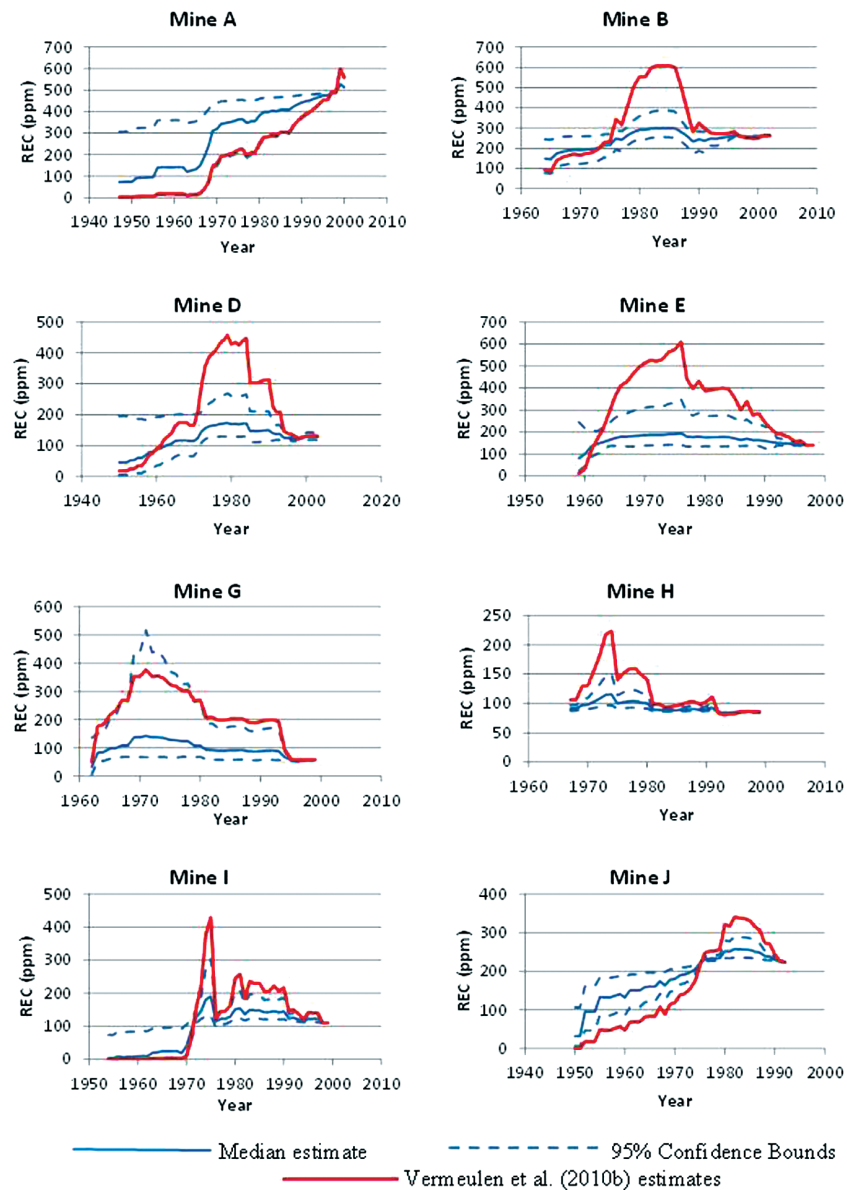 Mine A
REC (ppm)
700
600
500
400
300
200
100
0
1940 1950 1960 1970 1980 1990 2000 2010
Year
Mine B
REC (ppm)
700
600
500
400
300
200
100
0
1960 1970 1980 1990 2000 2010
Year
Mine D
REC (ppm)
500
400
300
200
100
0
1940 1960 1980 2000 2020
Year
Mine E
REC (ppm)
700
600
500
400
300
200
100
0
1950 1960 1970 1980 1990 2000
Year
Mine G
REC (ppm)
600
500
400
300
200
100
0
1960 1970 1980 1990 2000 2010
Year
Mine H
REC (ppm)
250
200
150
100
50
0
1960 1970 1980 1990 2000 2010
Year
Mine I
REC (ppm)
500
400
300
200
100
0
1950 1960 1970 1980 1990 2000 2010
Year
Mine J
REC (ppm)
400
300
200
100
0
1940 1950 1960 1970 1980 1990 2000
Year
Median estimate 95% Confidence Bounds
Vermeulen et al. (2010b) estimates